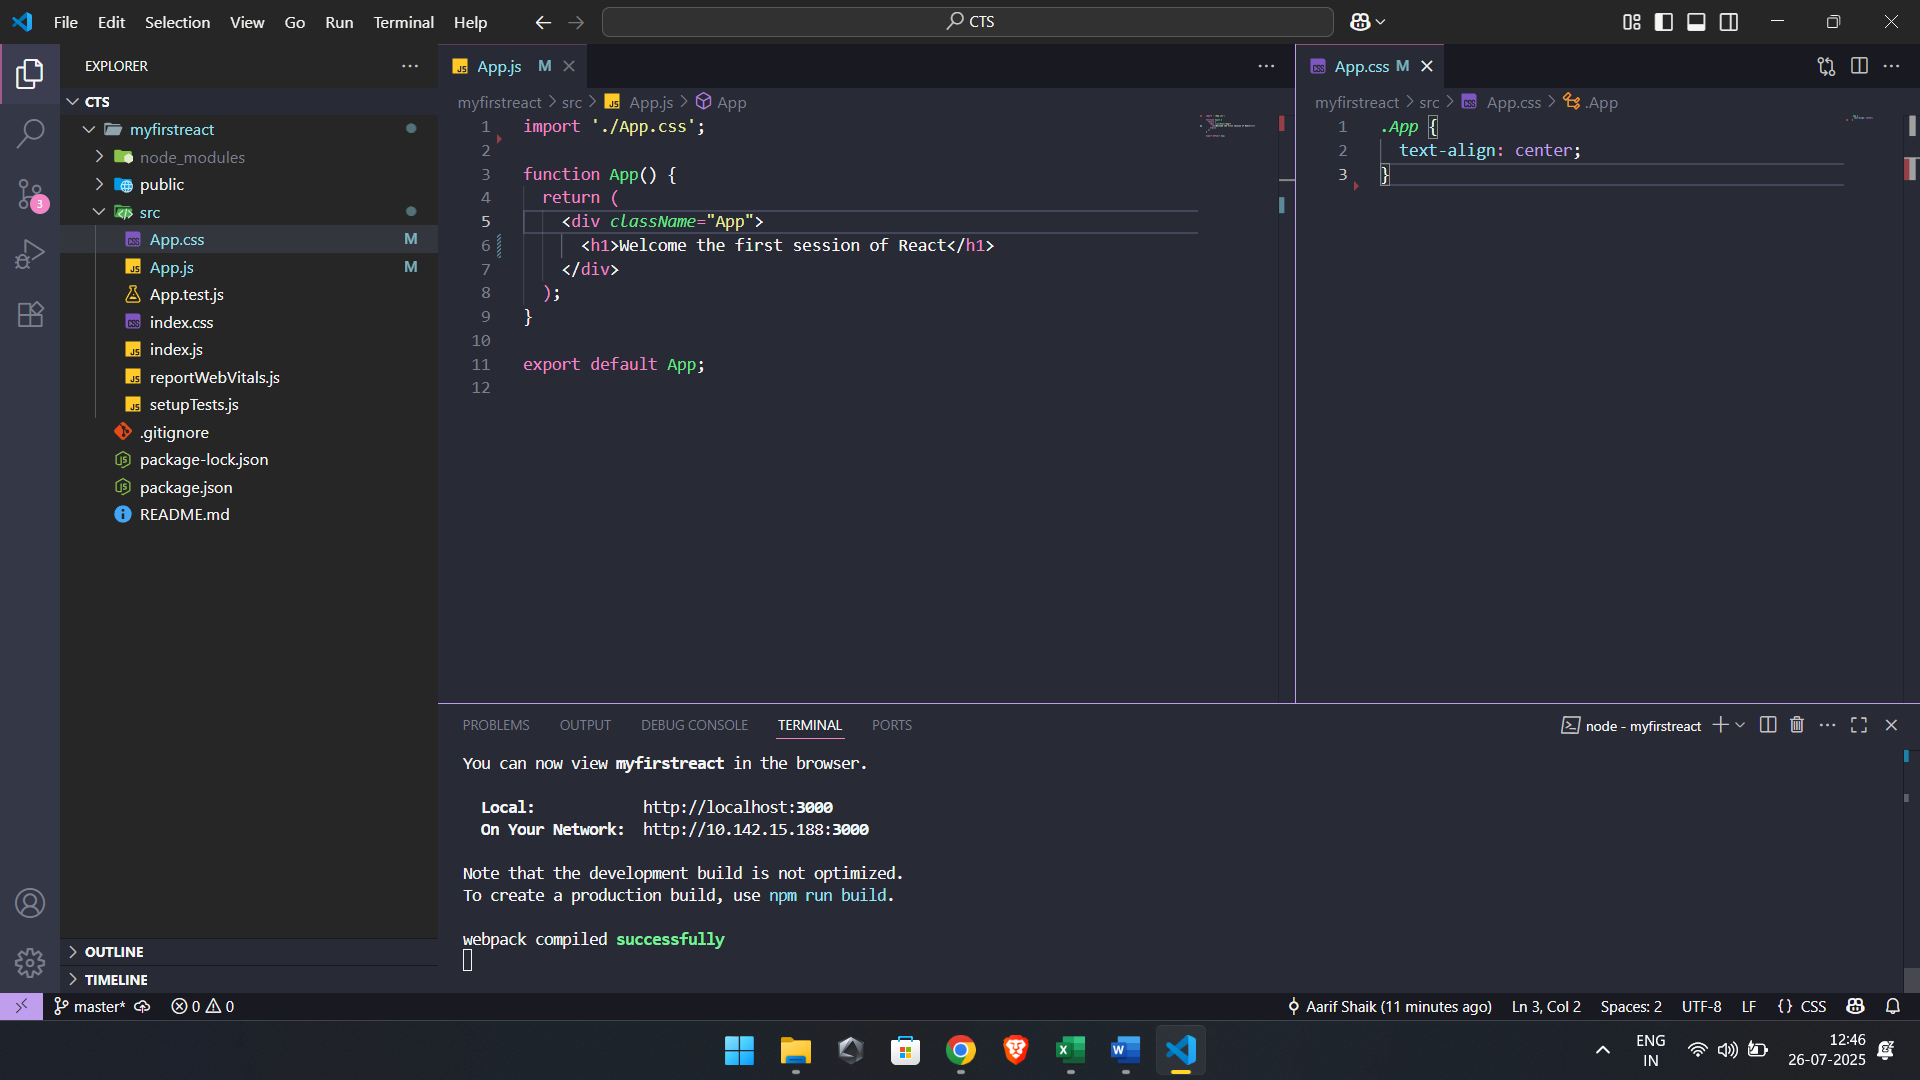 File Edit Selection View Go Run Terminal Help
CTS
EXPLORER
CTS
myfirstreact
node_modules
public
src
App.css M
App.js M
App.test.js
index.css
index.js
reportWebVitals.js
setupTests.js
.gitignore
package-lock.json
package.json
README.md
OUTLINE
TIMELINE
3
App.js M
myfirstreact > src > App.js > App
1 import './App.css';
2
3 function App() {
4 return (
5 <div className="App">
6 <h1>Welcome the first session of React</h1>
7 </div>
8 );
9 }
10
11 export default App;
12
App.css M
myfirstreact > src > App.css > .App
1 .App {
2 text-align: center;
3 }
PROBLEMS OUTPUT DEBUG CONSOLE TERMINAL PORTS
node - myfirstreact
You can now view myfirstreact in the browser.
Local: http://localhost:3000
On Your Network: http://10.142.15.188:3000
Note that the development build is not optimized.
To create a production build, use npm run build.
webpack compiled successfully
master* 0 0
Aarif Shaik (11 minutes ago) Ln 3, Col 2 Spaces: 2 UTF-8 LF {} CSS
ENG
IN
12:46
26-07-2025